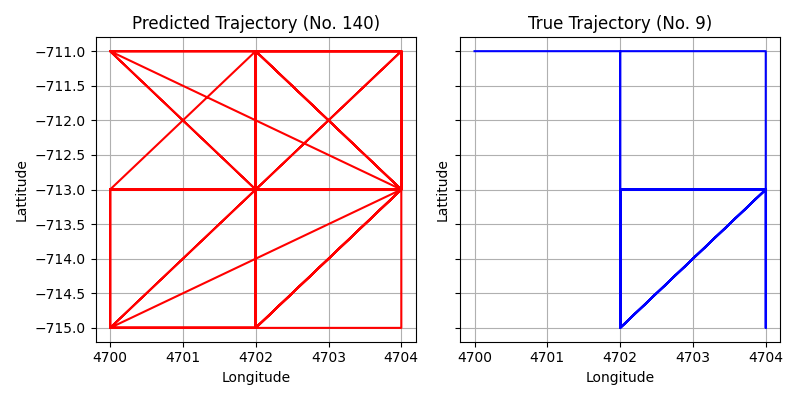 Predicted Trajectory (No. 140)
True Trajectory (No. 9)
Lattitude
−711.0
−711.5
−712.0
−712.5
−713.0
−713.5
−714.0
−714.5
−715.0
4700 4701 4702 4703 4704
Longitude
Lattitude
4700 4701 4702 4703 4704
Longitude